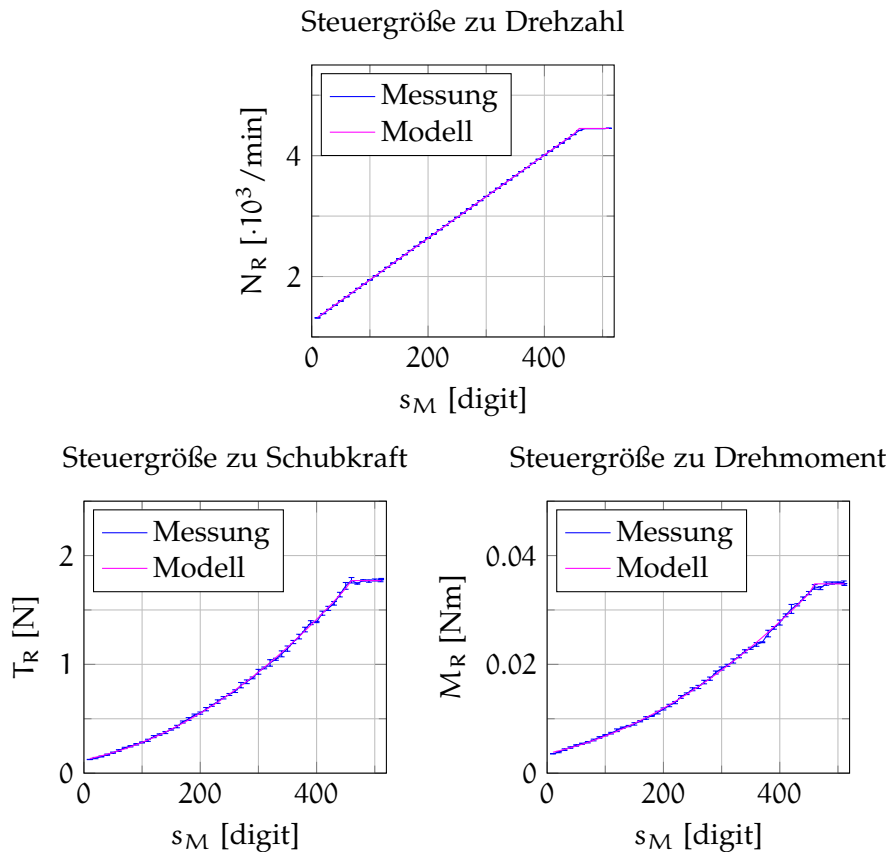 Steuergröße zu Drehzahl
Messung
Modell
4
2
N_R [·10^3/min]
0 200 400
s_M [digit]
Steuergröße zu Schubkraft
Messung
Modell
2
1
0
T_R [N]
0 200 400
s_M [digit]
Steuergröße zu Drehmoment
Messung
Modell
0.04
0.02
0
M_R [Nm]
0 200 400
s_M [digit]